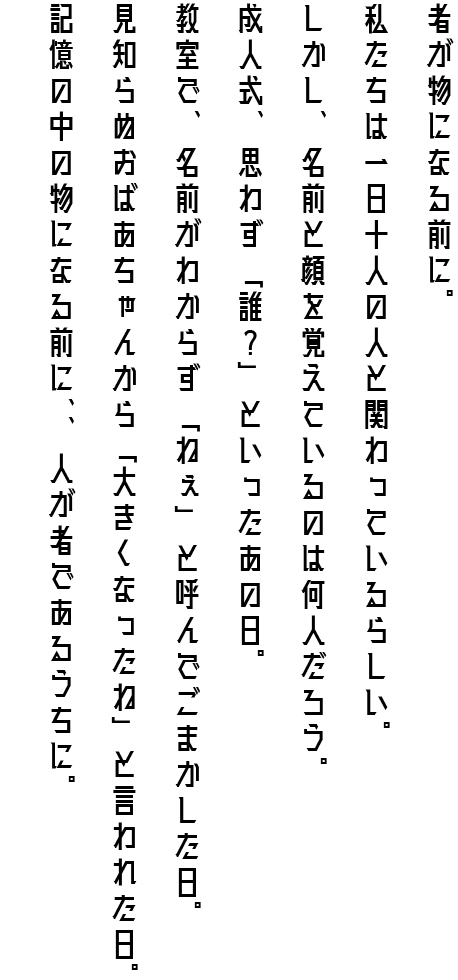 者が物になる前に。
私たちは一日十人の人と関わっているらしい。
しかし、名前と顔を覚えているのは何人だろう。
成人式、思わず「誰？」といったあの日。
教室で、名前がわからず「ねぇ」と呼んでごまかした日。
見知らぬおばあちゃんから「大きくなったね」と言われた日。
記憶の中の物になる前に、、人が者であるうちに。